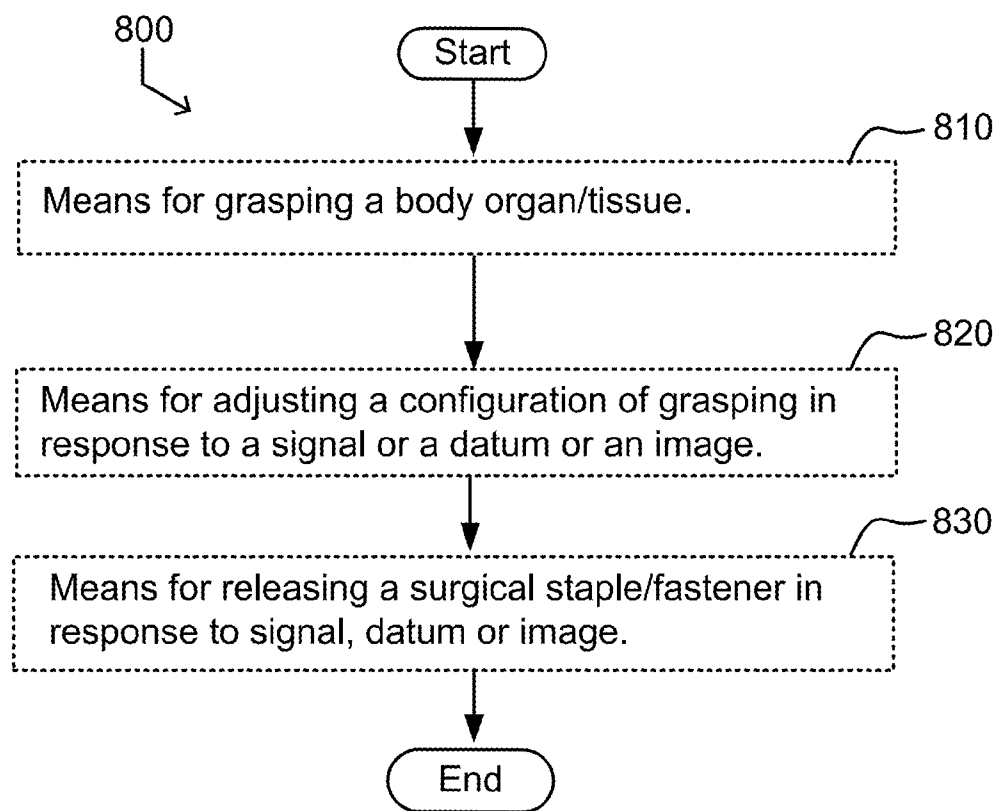 800
Start
810
Means for grasping a body organ/tissue.
820
Means for adjusting a configuration of grasping in
response to a signal or a datum or an image.
830
Means for releasing a surgical staple/fastener in
response to signal, datum or image.
End